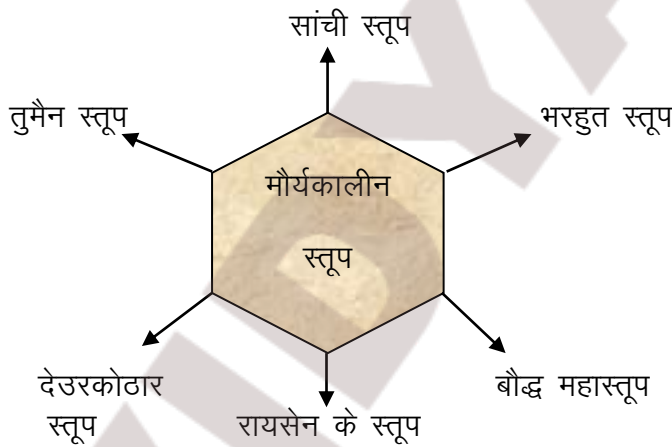 सांची स्तूप
तुमैन स्तूप
भरहुत स्तूप
मौर्यकालीन
स्तूप
देउरकोठार
स्तूप
रायसेन के स्तूप
बौद्ध महास्तूप